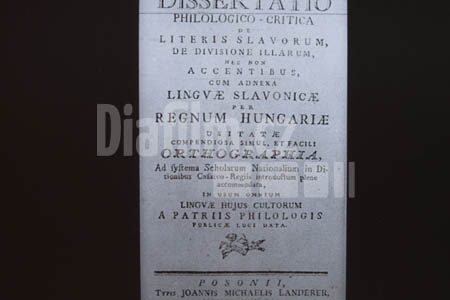 DISSERTATIO
PHILOLOGICO-CRITICA
DE
LITERIS SLAVORUM,
DE DIVISIONE ILLARUM,
NEC NON
ACCENTIBUS,
CUM ADNEXA
LINGVÆ SLAVONICÆ
PER
REGNUM HUNGARIÆ
USITATÆ
COMPENDIOSA SIMUL, ET FACILI
ORTHOGRAPHIA,
Ad systema Scholarum Nationalium in Di-
tionibus Cæsareo-Regiis introductum plene
accommodata,
IN USUM OMNIUM
LINGVÆ HUJUS CULTORUM
A PATRIIS PHILOLOGIS
PUBLICÆ LUCI DATA.
POSONII,
TYPIS JOANNIS MICHAELIS LANDERER,